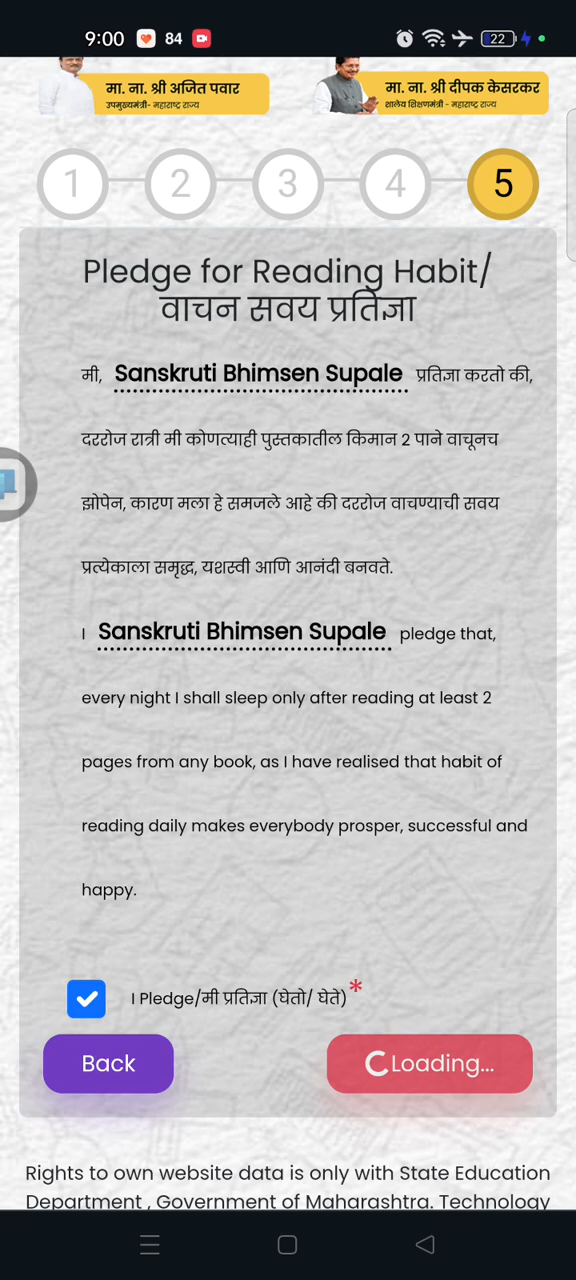 9:00 84 22
मा. ना. श्री अजित पवार
उपमुख्यमंत्री- महाराष्ट्र राज्य
मा. ना. श्री दीपक केसरकर
शालेय शिक्षणमंत्री - महाराष्ट्र राज्य
1 2 3 4 5
Pledge for Reading Habit/
वाचन सवय प्रतिज्ञा
मी, Sanskruti Bhimsen Supale प्रतिज्ञा करतो की,
दररोज रात्री मी कोणत्याही पुस्तकातील किमान 2 पाने वाचूनच
झोपेन, कारण मला हे समजले आहे की दररोज वाचण्याची सवय
प्रत्येकाला समृद्ध, यशस्वी आणि आनंदी बनवते.
I Sanskruti Bhimsen Supale pledge that,
every night I shall sleep only after reading at least 2
pages from any book, as I have realised that habit of
reading daily makes everybody prosper, successful and
happy.
I Pledge/मी प्रतिज्ञा (घेतो/ घेते)*
Back Loading...
Rights to own website data is only with State Education
Department , Government of Maharashtra. Technology